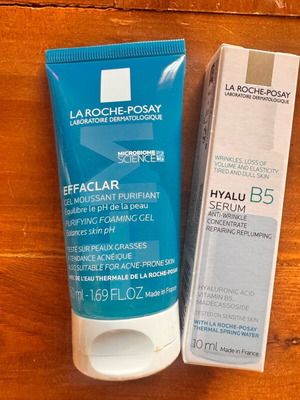 LA ROCHE-POSAY
LABORATOIRE DERMATOLOGIQUE
MICROBIOME
SCIENCE
EFFACLAR
GEL MOUSSANT PURIFIANT
Équilibre le pH de la peau
PURIFYING FOAMING GEL
Balances skin pH
TESTÉ SUR PEAUX GRASSES
À TENDANCE ACNÉIQUE
ALSO SUITABLE FOR ACNE-PRONE SKIN
AVEC DE L'EAU THERMALE DE LA ROCHE-POSAY
ml - 1.69 FL.OZ Made in France
LA ROCHE-POSAY
LABORATOIRE DERMATOLOGIQUE
WRINKLES, LOSS OF
VOLUME AND ELASTICITY
TIRED AND DULL SKIN
HYALU B5
SERUM
ANTI-WRINKLE
CONCENTRATE
REPAIRING REPLUMPING
HYALURONIC ACID
VITAMIN B5
MADECASSOSIDE
TESTED ON SENSITIVE SKIN
WITH LA ROCHE-POSAY
THERMAL SPRING WATER
10 ml Made in France